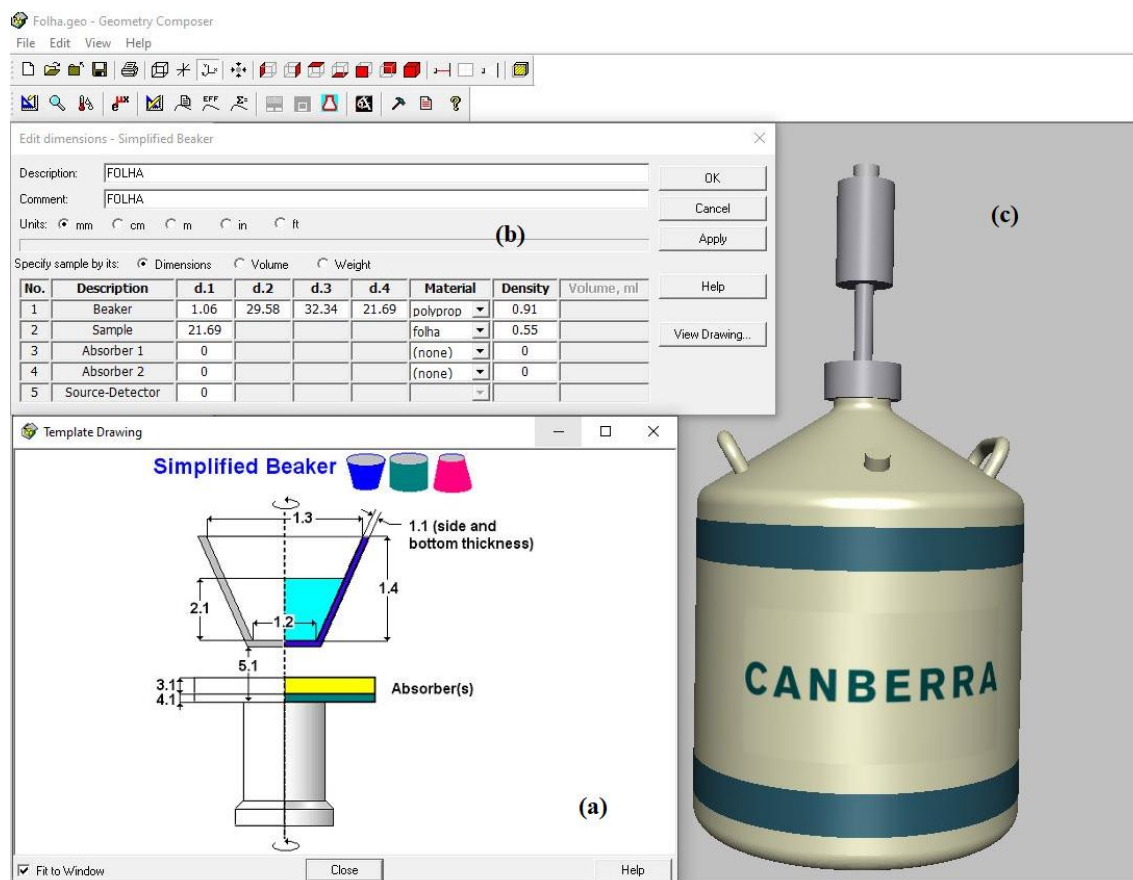 Folha.geo - Geometry Composer
File Edit View Help
EFF
Edit dimensions - Simplified Beaker
Description: FOLHA
OK
Comment: FOLHA
Cancel
Units: mm cm m in ft
(b)
Apply
(c)
Specify sample by its: Dimensions Volume Weight
No. Description d.1 d.2 d.3 d.4 Material Density Volume, ml
Help
1 Beaker 1.06 29.58 32.34 21.69 polyprop 0.91
2 Sample 21.69 folha 0.55
View Drawing...
3 Absorber 1 0 (none) 0
4 Absorber 2 0 (none) 0
5 Source-Detector 0
Template Drawing
Simplified Beaker
1.3
1.1 (side and
bottom thickness)
1.4
2.1
1.2
5.1
3.1
Absorber(s)
4.1
CANBERRA
(a)
Fit to Window Close Help